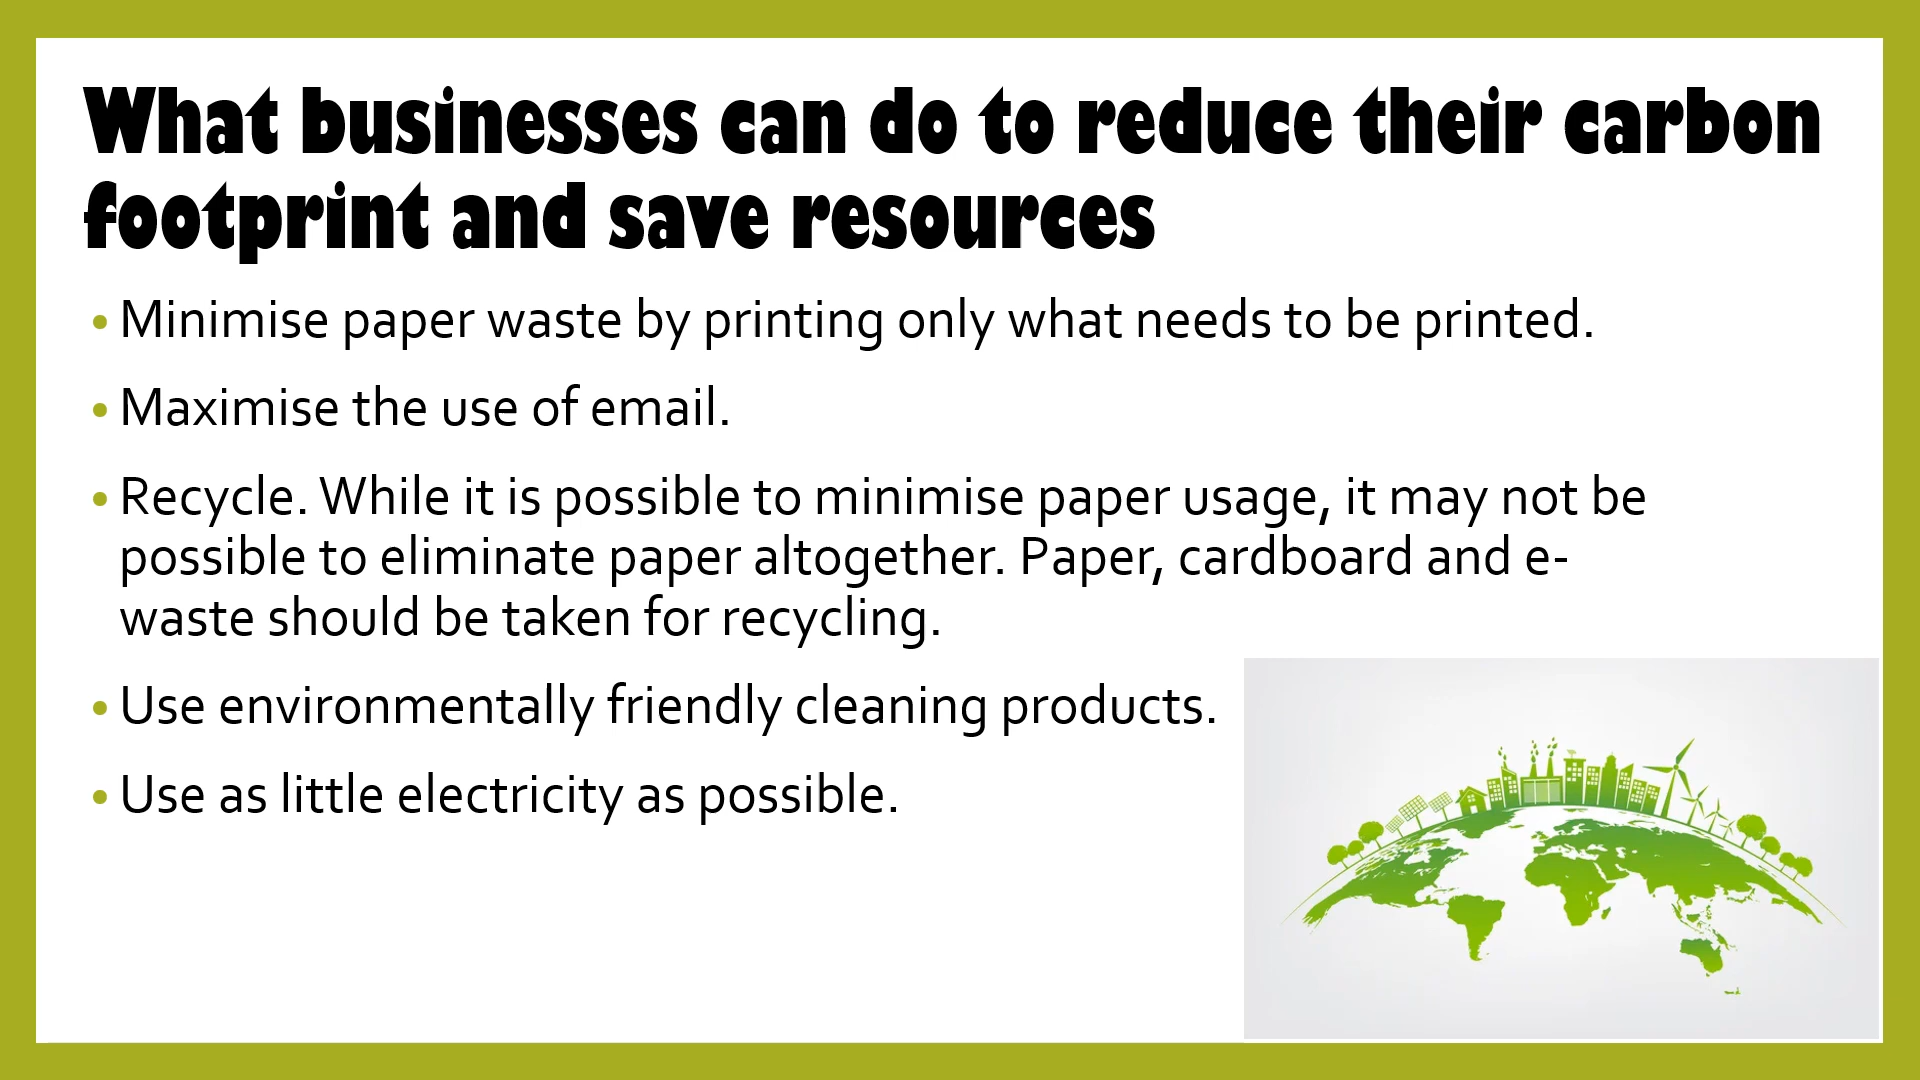 What businesses can do to reduce their carbon
footprint and save resources
• Minimise paper waste by printing only what needs to be printed.
• Maximise the use of email.
• Recycle. While it is possible to minimise paper usage, it may not be
possible to eliminate paper altogether. Paper, cardboard and e-
waste should be taken for recycling.
• Use environmentally friendly cleaning products.
• Use as little electricity as possible.